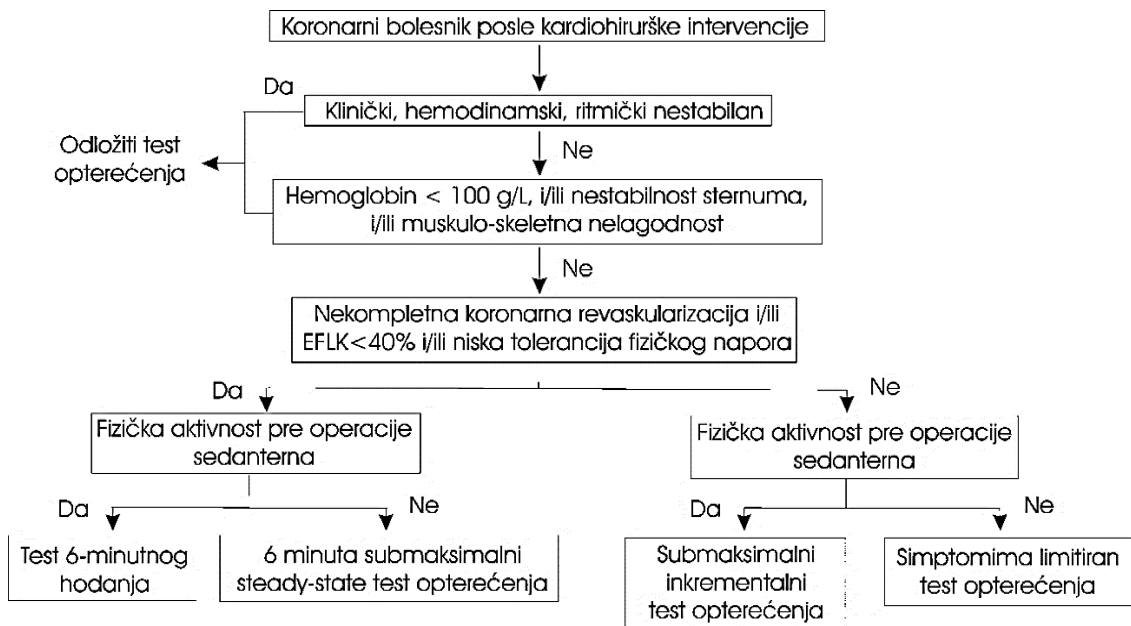 Koronarni bolesnik posle kardiohirurške intervencije
Da
Klinički, hemodinamski, ritmički nestabilan
Odložiti test
opterećenja
Ne
Hemoglobin < 100 g/L, i/ili nestabilnost sternuma,
i/ili muskulo-skeletna nelagodnost
Ne
Nekompletna koronarna revaskularizacija i/ili
EFLK<40% i/ili niska tolerancija fizičkog napora
Da
Ne
Fizička aktivnost pre operacije
sedanterna
Fizička aktivnost pre operacije
sedanterna
Da
Ne
Da
Ne
Test 6-minutnog
hodanja
6 minuta submaksimalni
steady-state test opterećenja
Submaksimalni
inkrementalni
test opterećenja
Simptomima limitiran
test opterećenja